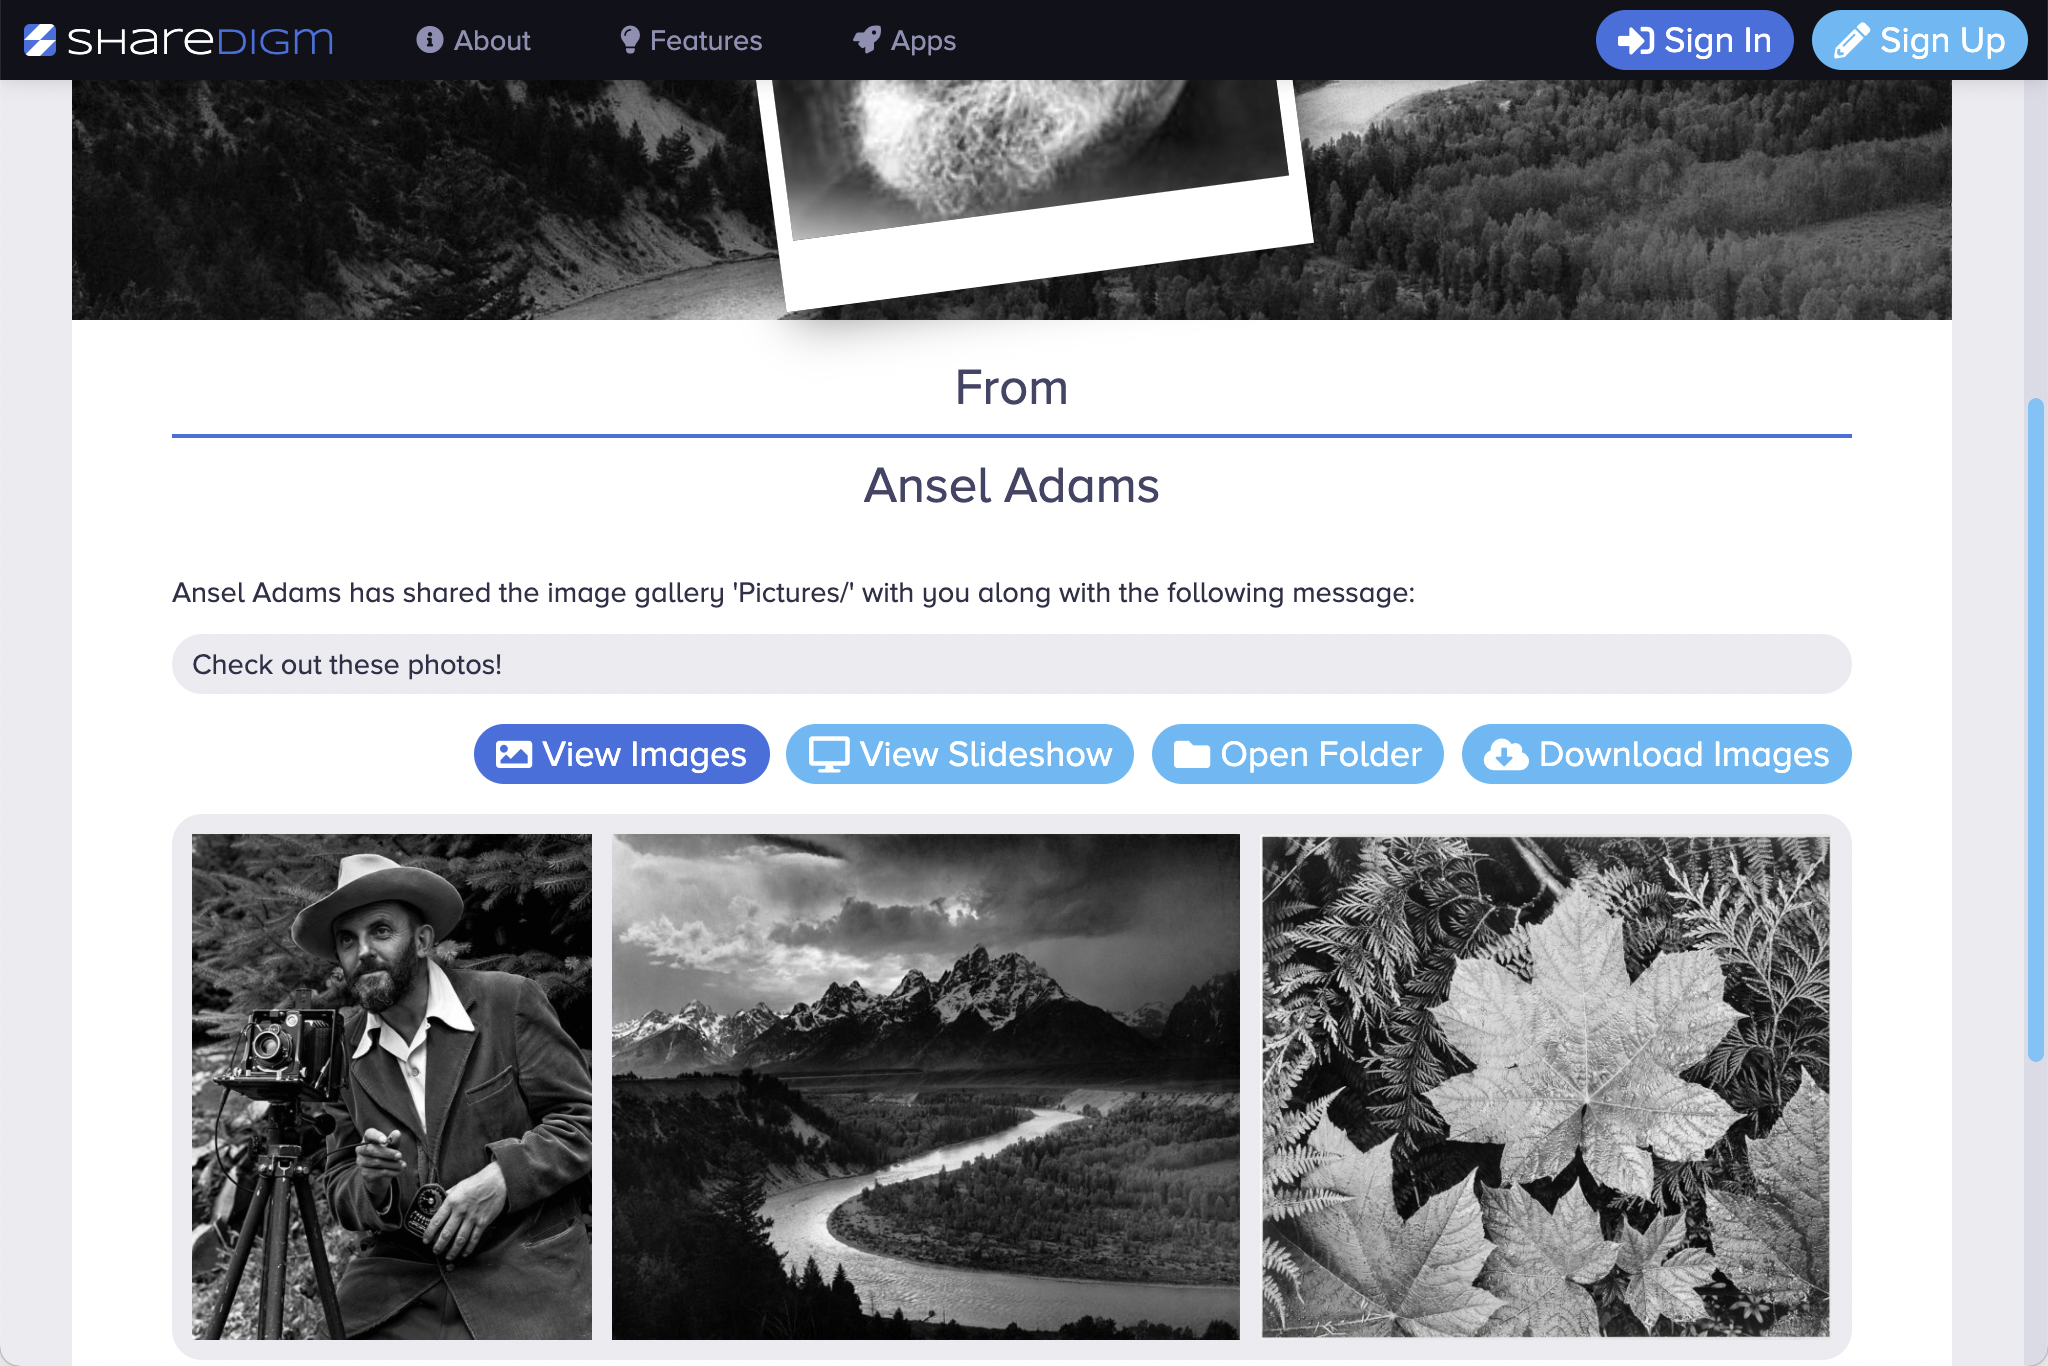 shareDIGM
About
Features
Apps
Sign In
Sign Up
From
Ansel Adams
Ansel Adams has shared the image gallery 'Pictures/' with you along with the following message:
Check out these photos!
View Images
View Slideshow
Open Folder
Download Images